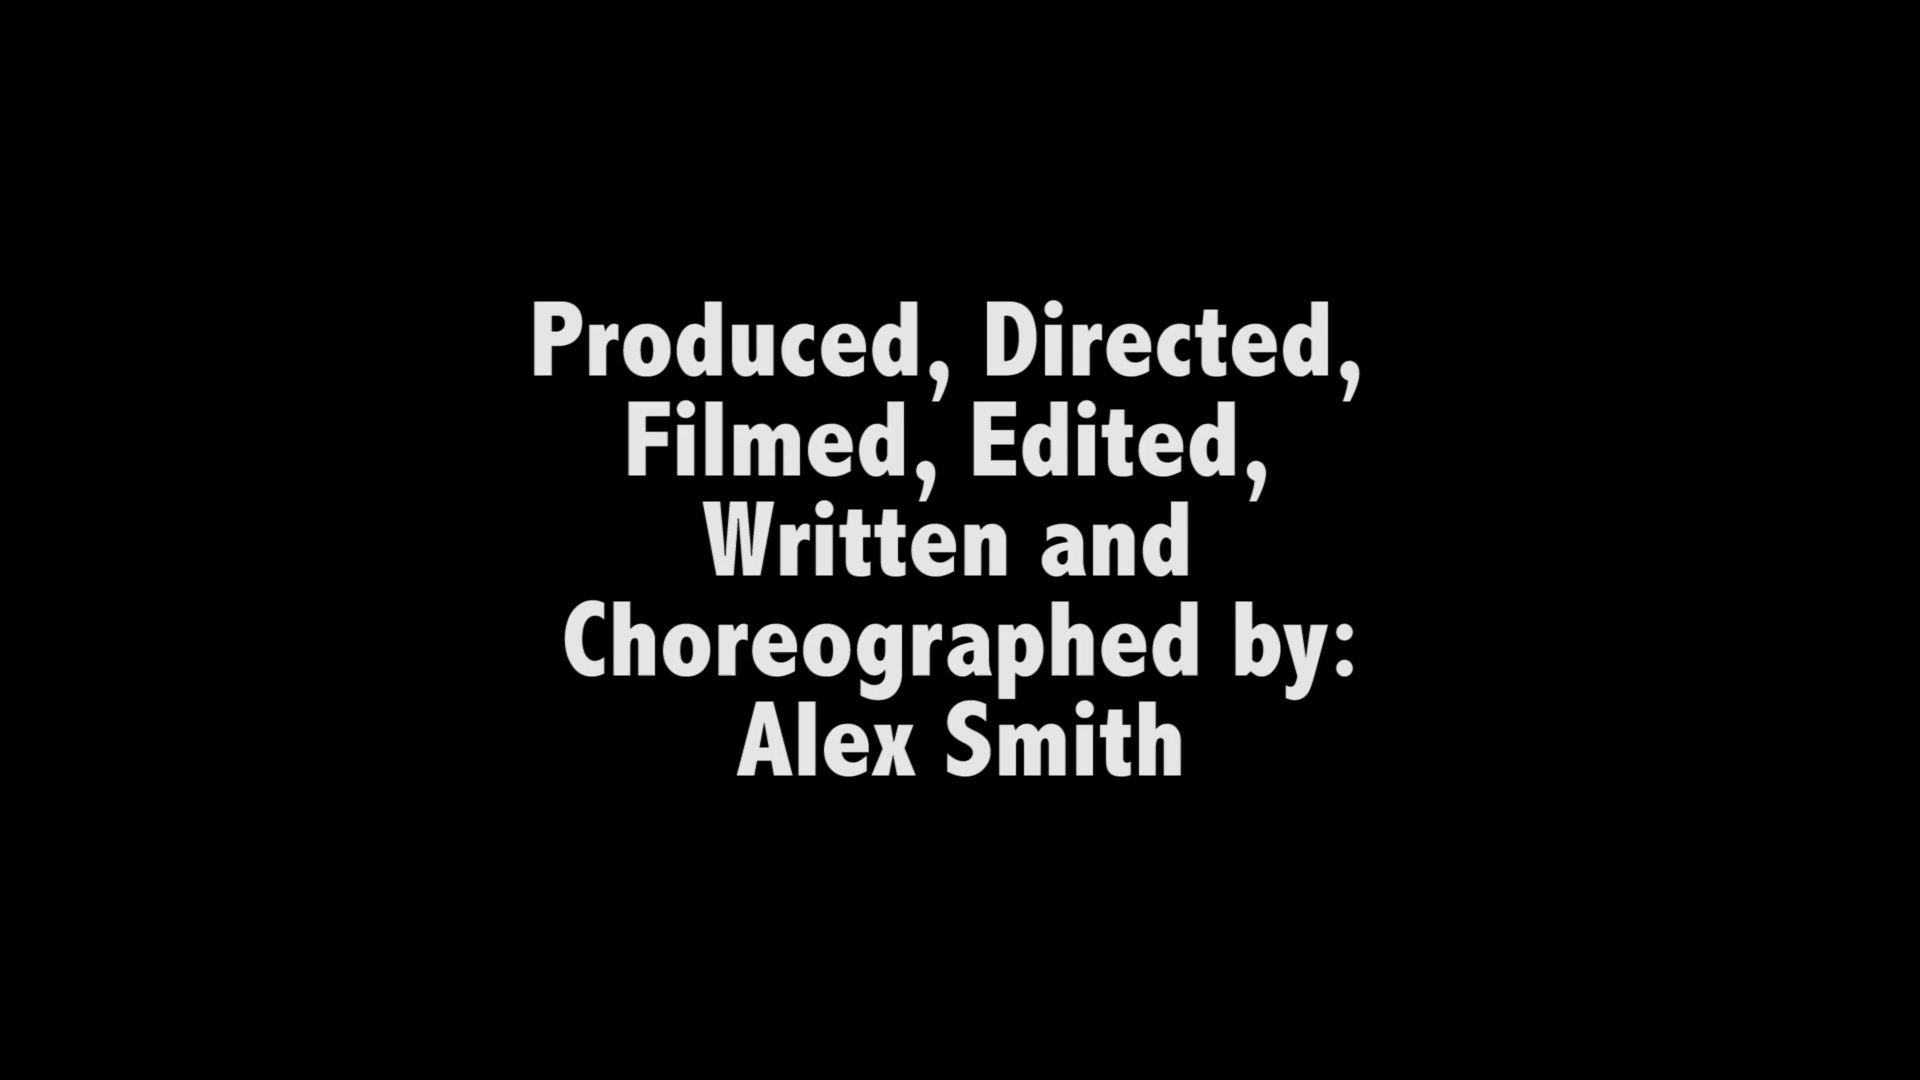 Produced, Directed,
Filmed, Edited,
Written and
Choreographed by:
Alex Smith